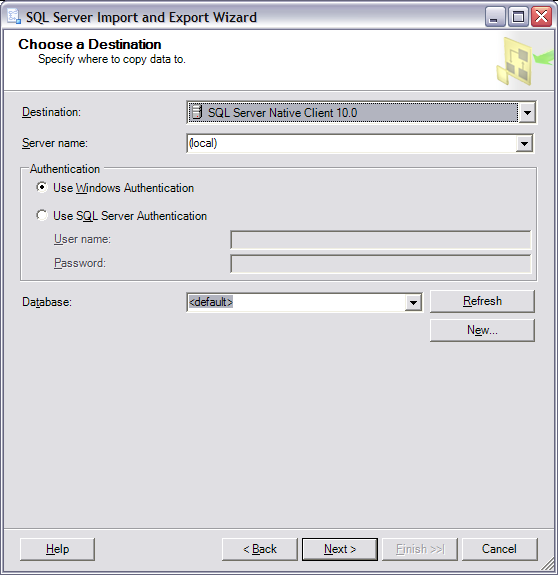 SQL Server Import and Export Wizard
Choose a Destination
Specify where to copy data to.
Destination: SQL Server Native Client 10.0
Server name: (local)
Authentication
Use Windows Authentication
Use SQL Server Authentication
User name:
Password:
Database: <default> Refresh
New...
Help < Back Next > Finish >>| Cancel